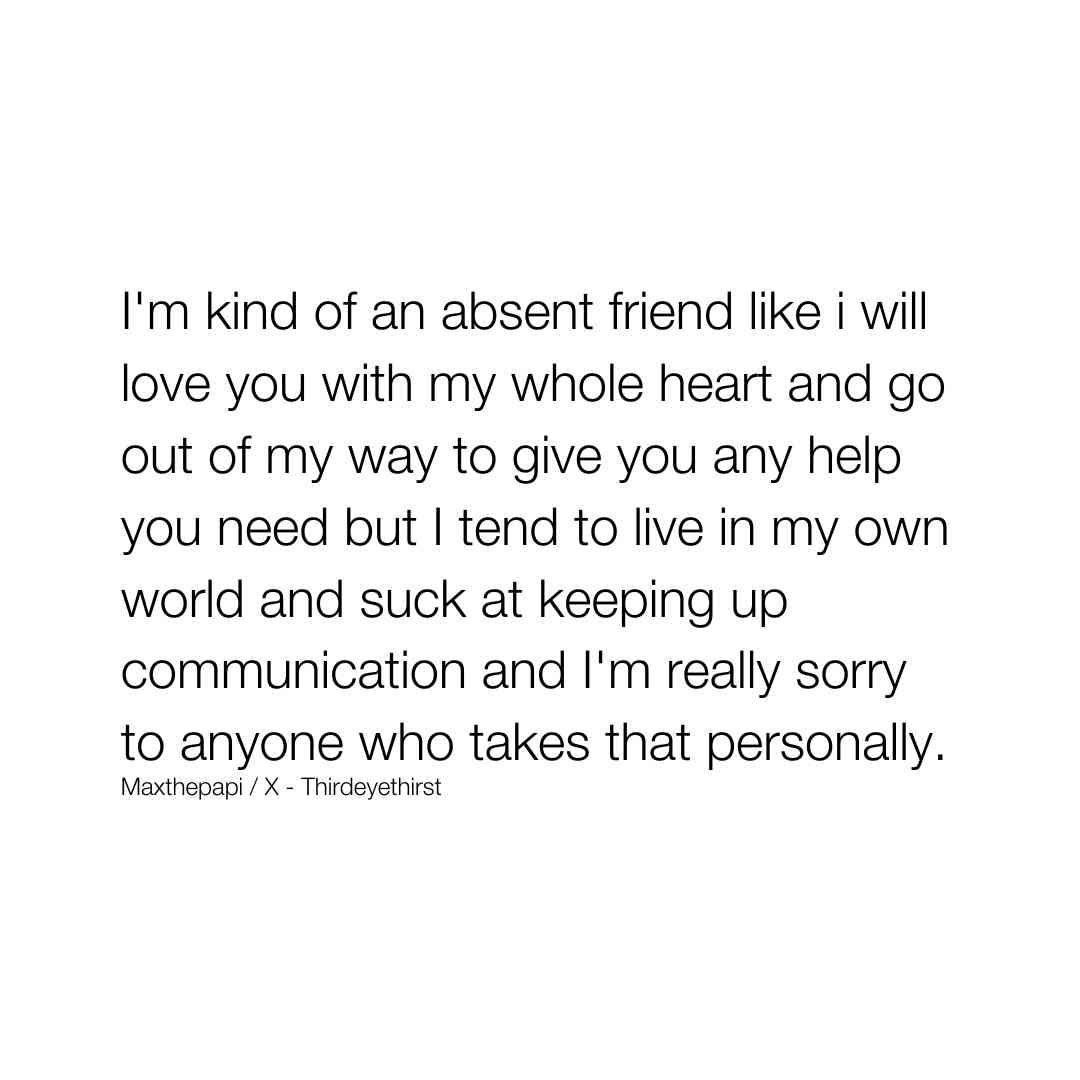 I'm kind of an absent friend like i will
love you with my whole heart and go
out of my way to give you any help
you need but I tend to live in my own
world and suck at keeping up
communication and I'm really sorry
to anyone who takes that personally.
Maxthepapi / X - Thirdeyethirst